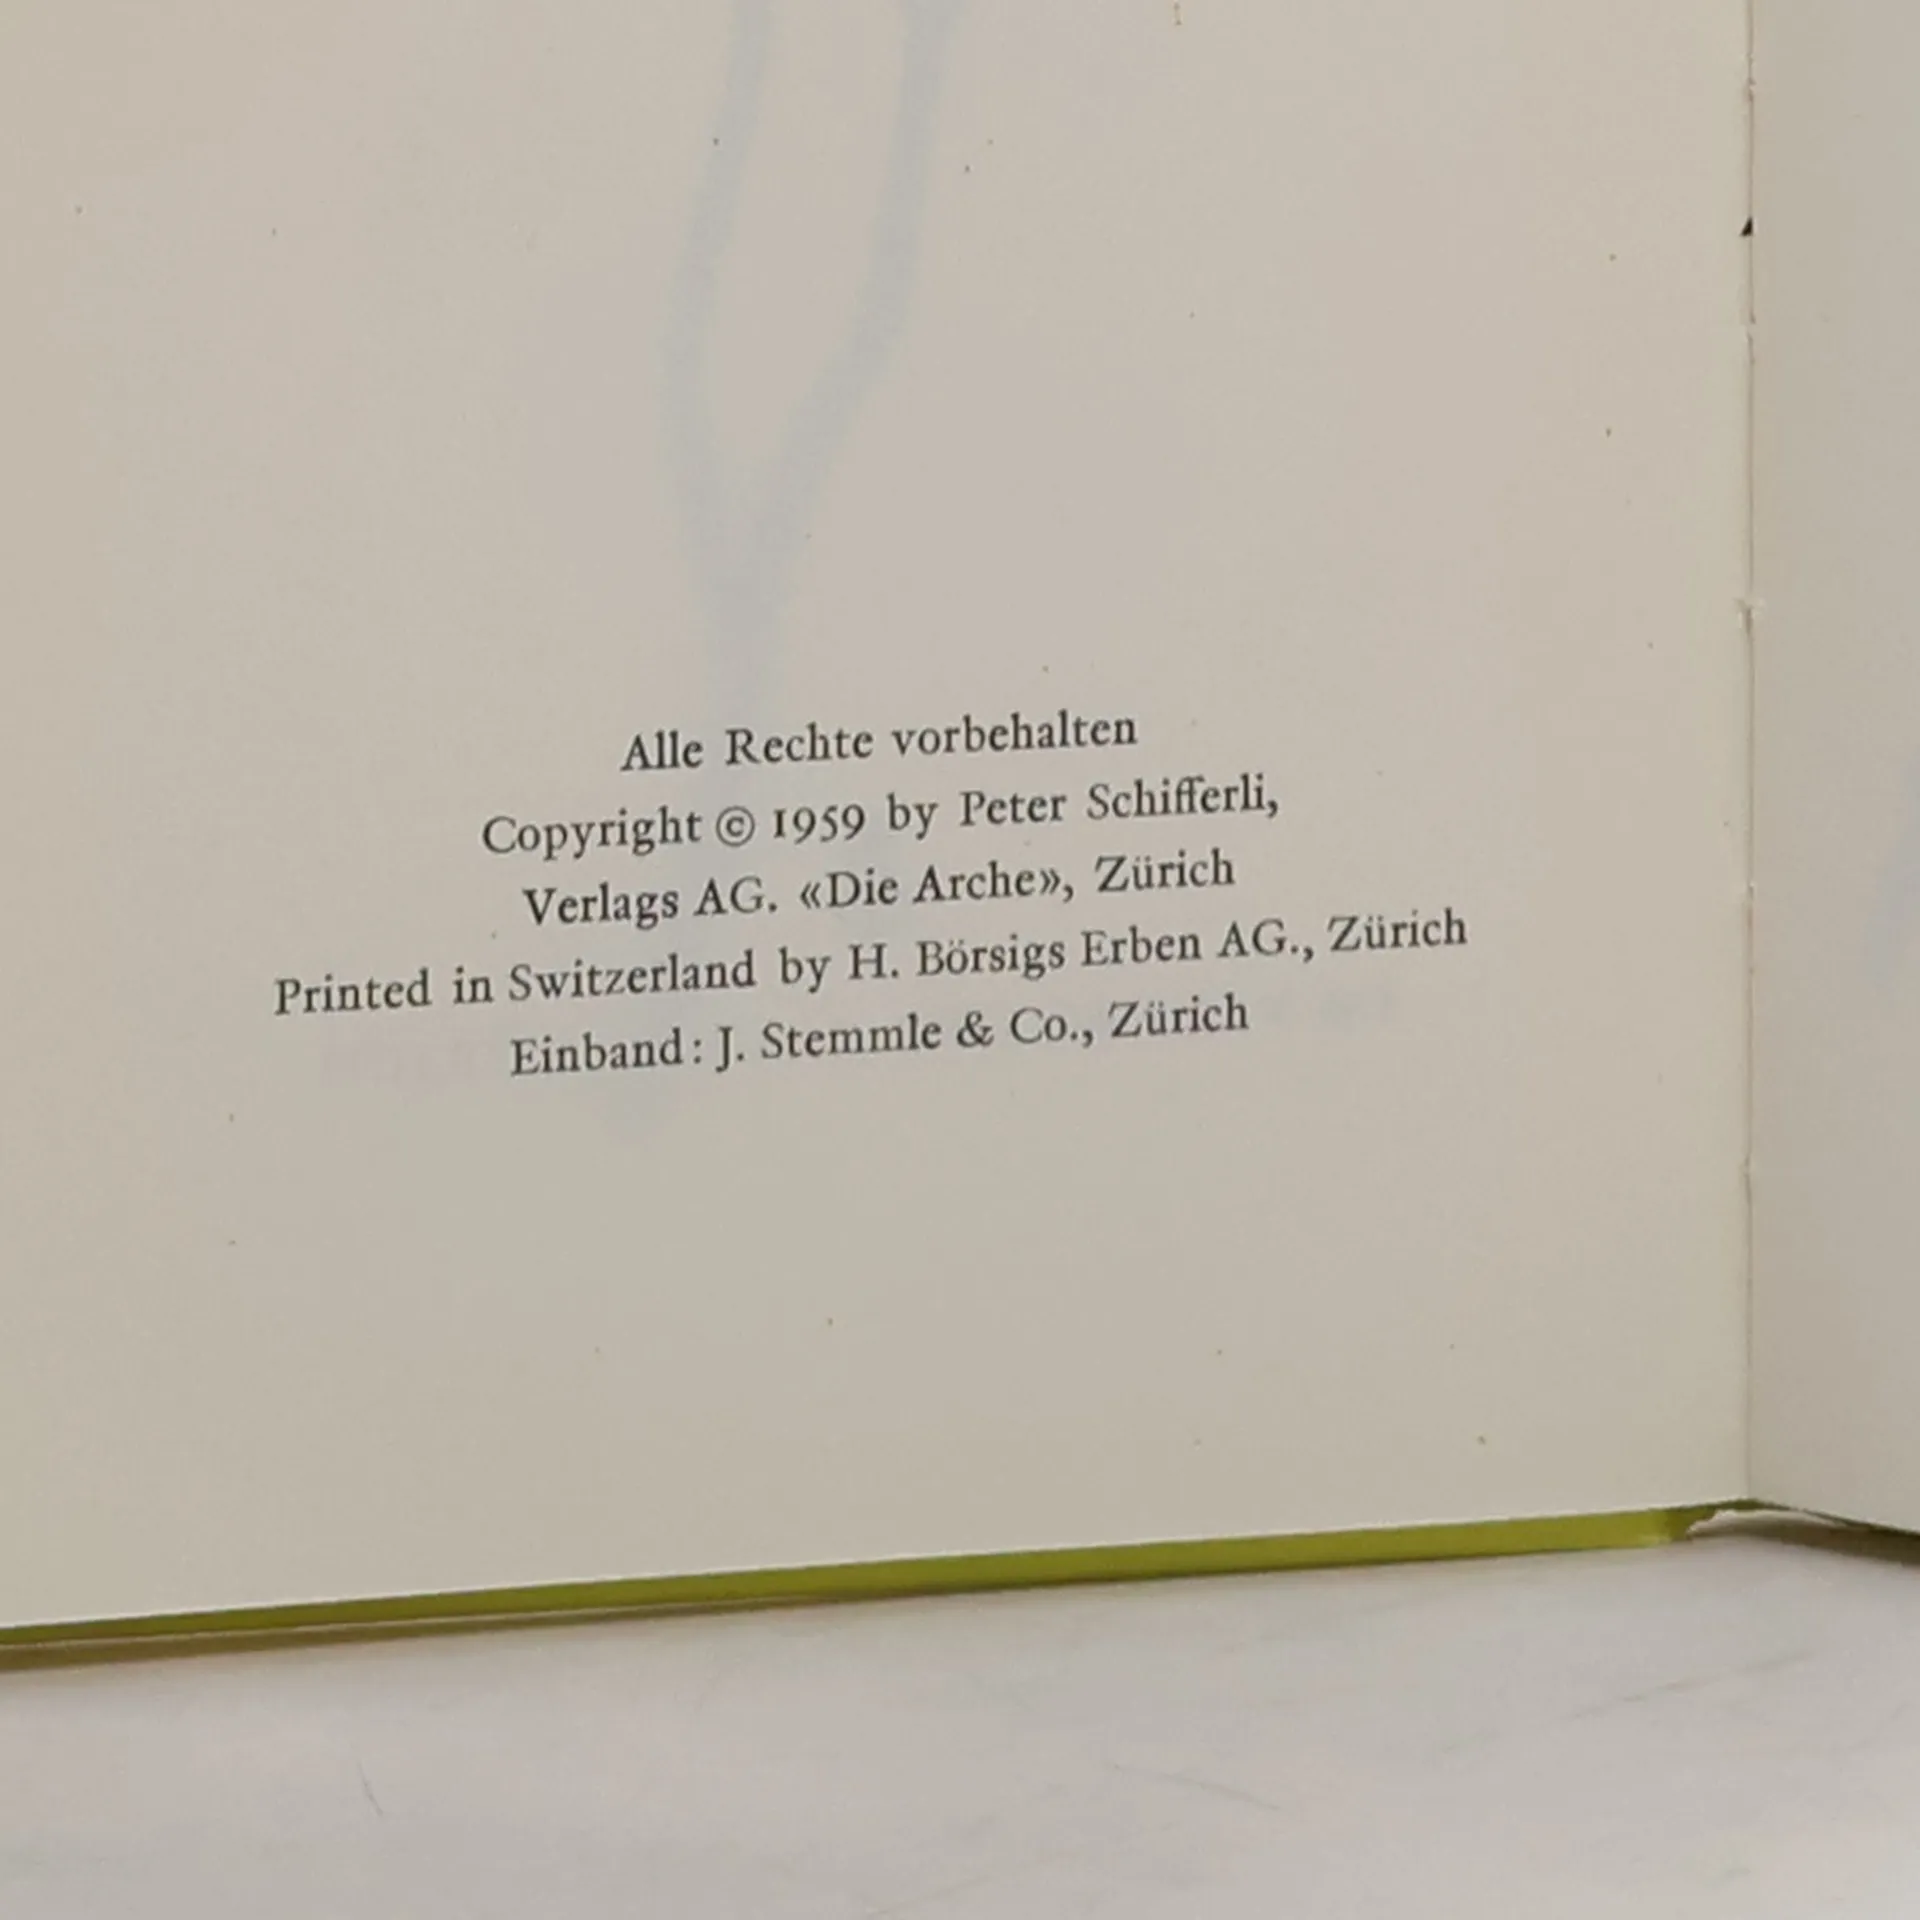 Alle Rechte vorbehalten
Copyright © 1959 by Peter Schifferli,
Verlags AG. «Die Arche», Zürich
Printed in Switzerland by H. Börsigs Erben AG., Zürich
Einband: J. Stemmle & Co., Zürich